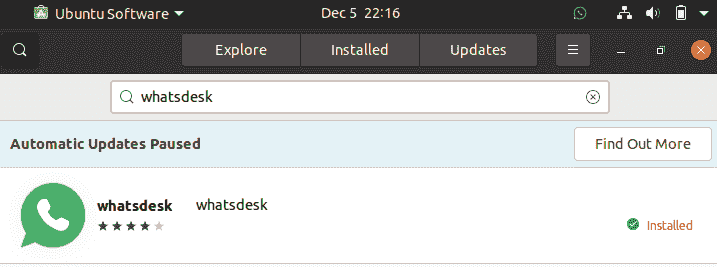 Ubuntu Software Dec 5 22:16
Explore Installed Updates
whatsdesk
Automatic Updates Paused Find Out More
whatsdesk whatsdesk
Installed